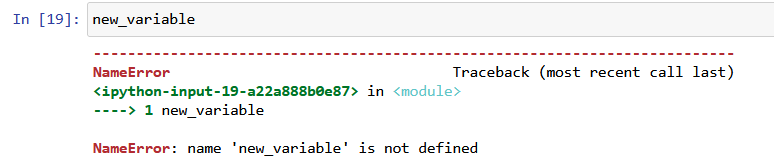 In [19]: new_variable
---------------------------------------------------------------------------
NameError                                 Traceback (most recent call last)
<ipython-input-19-a22a888b0e87> in <module>
----> 1 new_variable
NameError: name 'new_variable' is not defined